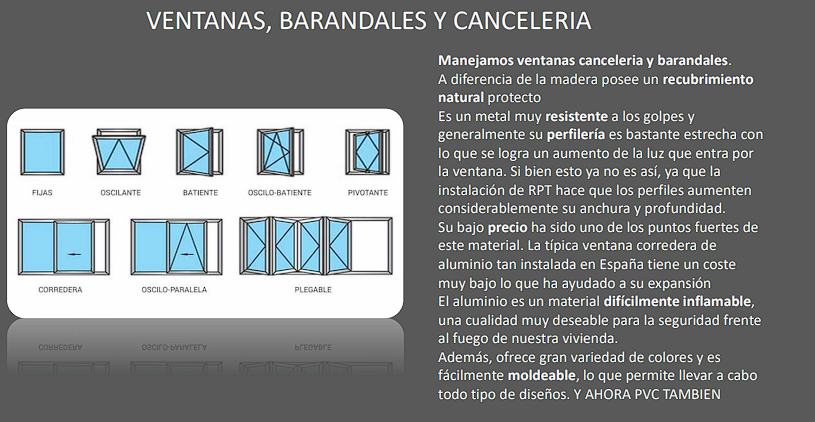 VENTANAS, BARANDALES Y CANCELERIA
Manejamos ventanas canceleria y barandales.
A diferencia de la madera posee un recubrimiento
natural protecto
Es un metal muy resistente a los golpes y
generalmente su perfilería es bastante estrecha con
lo que se logra un aumento de la luz que entra por
la ventana. Si bien esto ya no es así, ya que la
instalación de RPT hace que los perfiles aumenten
considerablemente su anchura y profundidad.
Su bajo precio ha sido uno de los puntos fuertes de
este material. La típica ventana corredera de
aluminio tan instalada en España tiene un coste
muy bajo lo que ha ayudado a su expansión
El aluminio es un material difícilmente inflamable,
una cualidad muy deseable para la seguridad frente
al fuego de nuestra vivienda.
Además, ofrece gran variedad de colores y es
fácilmente moldeable, lo que permite llevar a cabo
todo tipo de diseños. Y AHORA PVC TAMBIEN
FIJAS OSCILANTE BATIENTE OSCILO-BATIENTE PIVOTANTE
CORREDERA OSCILO-PARALELA PLEGABLE